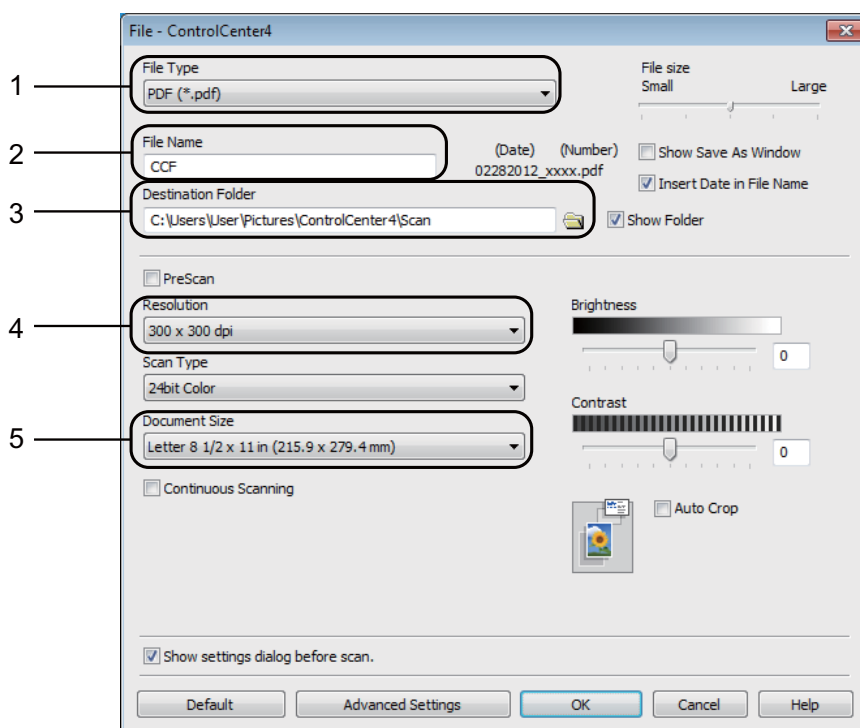 File - ControlCenter4
1
File Type
PDF (*.pdf)
File size
Small Large
2
File Name
CCF
(Date) (Number)
02282012_xxxx.pdf
Show Save As Window
Insert Date in File Name
3
Destination Folder
C:\Users\User\Pictures\ControlCenter4\Scan
Show Folder
PreScan
4
Resolution
300 x 300 dpi
Brightness
0
Scan Type
24bit Color
Contrast
0
5
Document Size
Letter 8 1/2 x 11 in (215.9 x 279.4 mm)
Continuous Scanning
Auto Crop
Show settings dialog before scan.
Default Advanced Settings OK Cancel Help